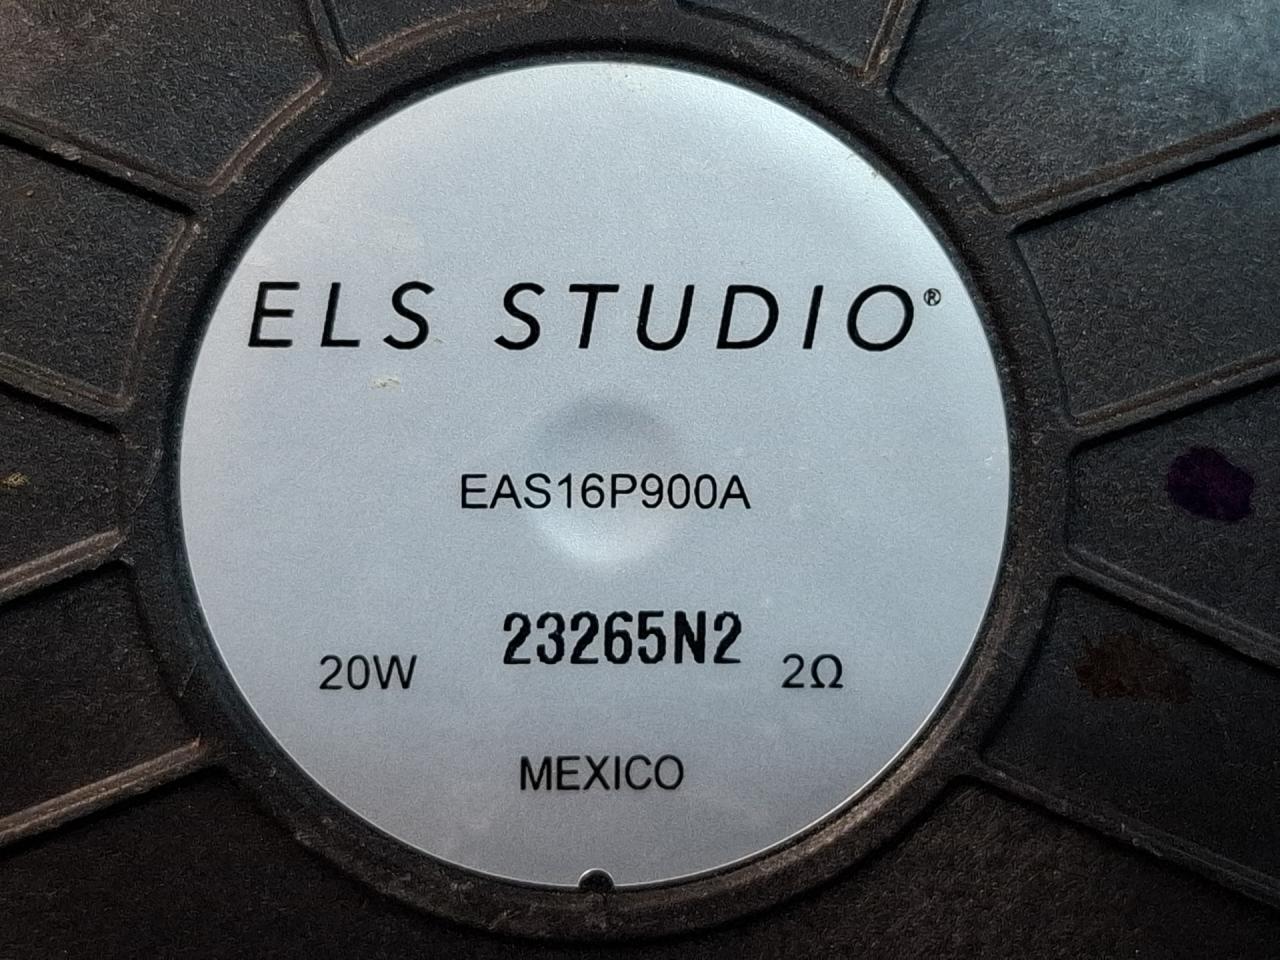 ELS STUDIO®
EAS16P900A
23265N2
20W 2Ω
MEXICO